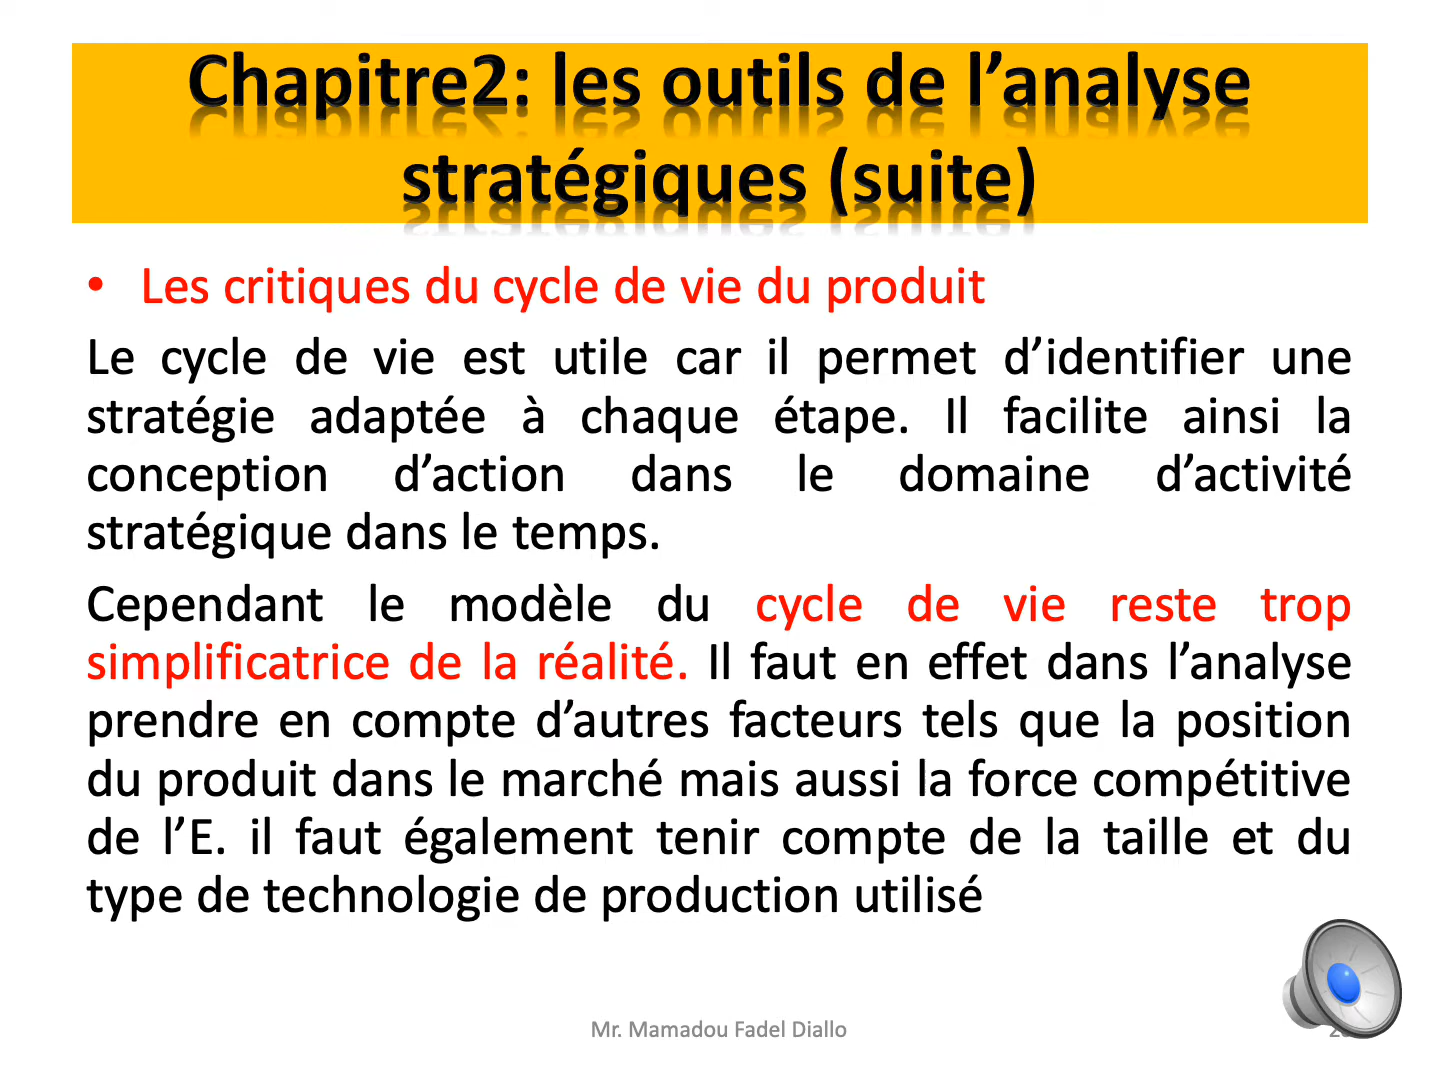 Chapitre2: les outils de l’analyse
stratégiques (suite)
• Les critiques du cycle de vie du produit
Le cycle de vie est utile car il permet d’identifier une
stratégie adaptée à chaque étape. Il facilite ainsi la
conception d’action dans le domaine d’activité
stratégique dans le temps.
Cependant le modèle du cycle de vie reste trop
simplificatrice de la réalité. Il faut en effet dans l’analyse
prendre en compte d’autres facteurs tels que la position
du produit dans le marché mais aussi la force compétitive
de l’E. il faut également tenir compte de la taille et du
type de technologie de production utilisé
Mr. Mamadou Fadel Diallo